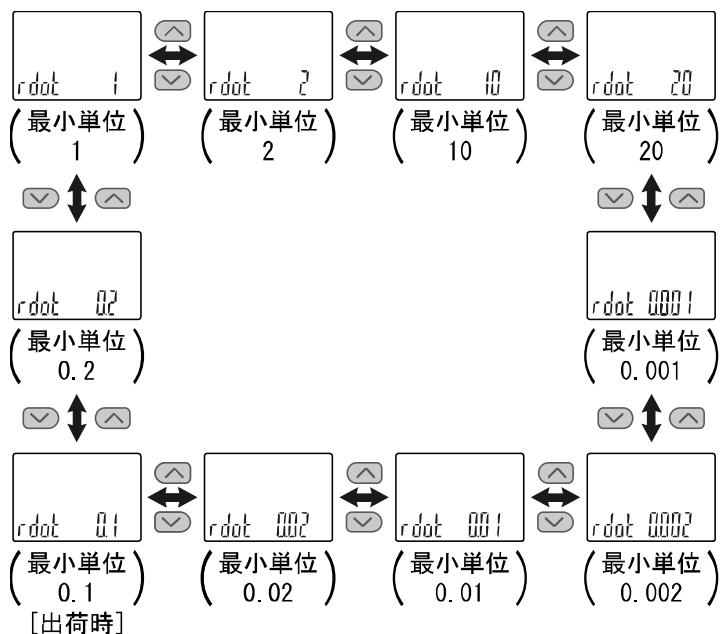 rdot 1
rdot 2
rdot 10
rdot 20
最小単位
1
最小単位
2
最小単位
10
最小単位
20
rdot 0.2
rdot 0.001
最小単位
0.2
最小単位
0.001
rdot 0.1
rdot 0.02
rdot 0.01
rdot 0.002
最小単位
0.1
最小単位
0.02
最小単位
0.01
最小単位
0.002
[出荷時]